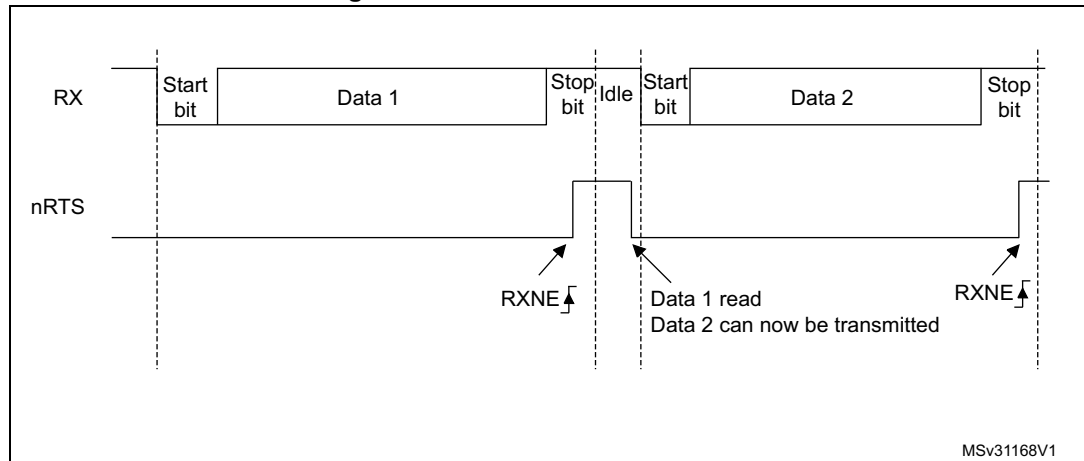 RX
Start
bit
Data 1
Stop
bit
Idle
Start
bit
Data 2
Stop
bit
nRTS
RXNE
Data 1 read
Data 2 can now be transmitted
RXNE
MSv31168V1